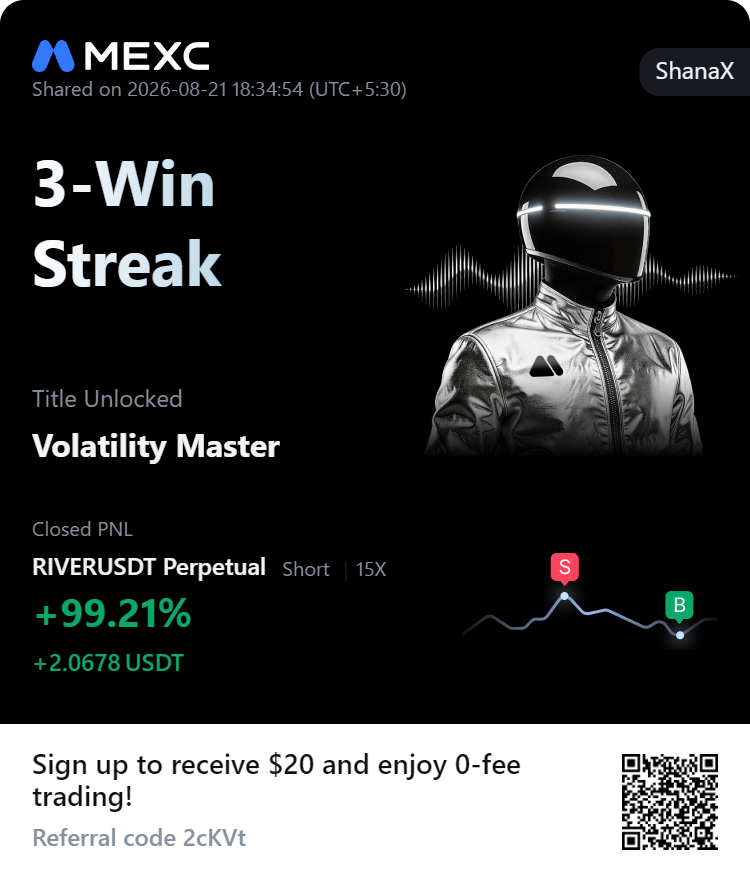 MEXC
Shared on 2026-08-21 18:34:54 (UTC+5:30)
ShanaX
3-Win
Streak
Title Unlocked
Volatility Master
Closed PNL
RIVERUSDT Perpetual Short | 15X
+99.21%
+2.0678 USDT
S
B
Sign up to receive $20 and enjoy 0-fee
trading!
Referral code 2cKVt